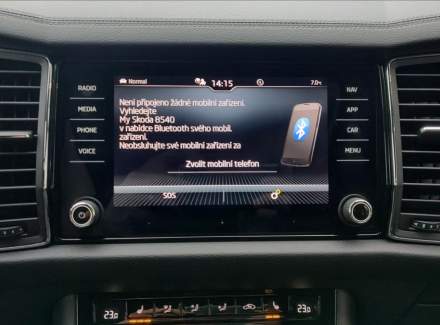 Normal 14:15 7.0
RADIO
MEDIA
PHONE
VOICE
Není připojeno žádné mobilní zařízení.
Vyhledejte
My Skoda 8540
v nabídce Bluetooth svého mobil.
zařízení.
Neobsluhujte své mobilní zařízení za
Zvolit mobilní telefon
SOS
NAV
APP
CAR
MENU
23.0 23.0